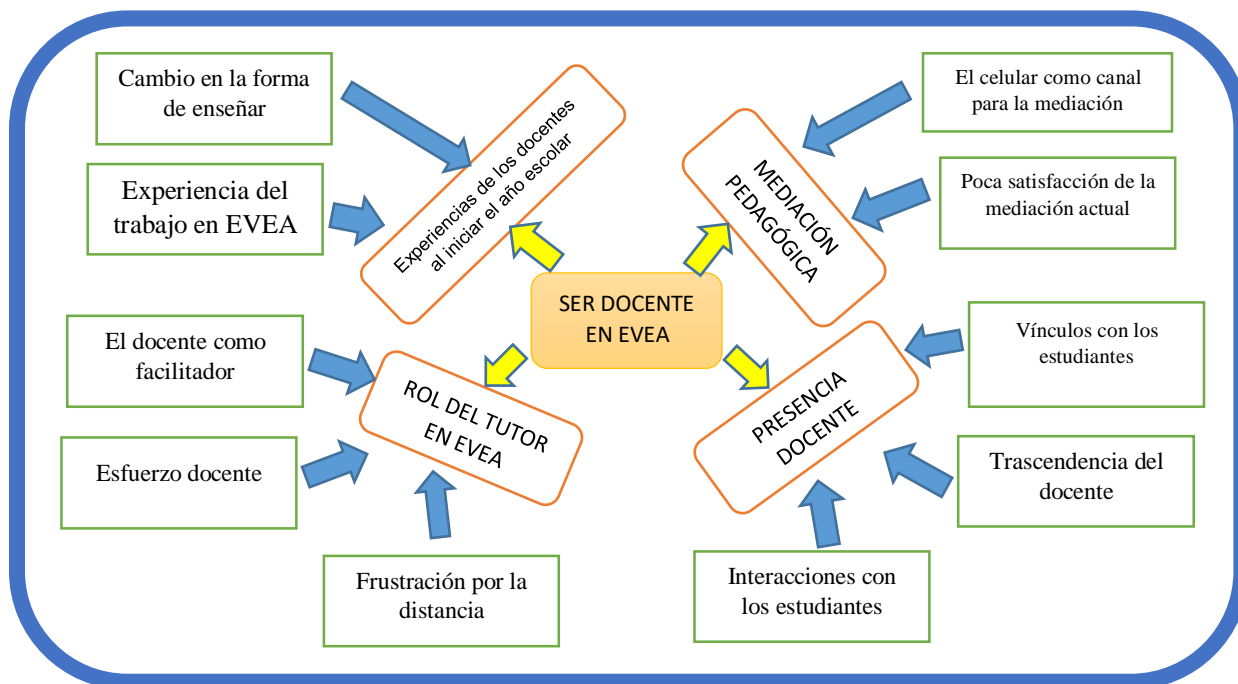 Cambio en la forma
de enseñar
Experiencia del
trabajo en EVEA
Experiencias de los docentes
al iniciar el año escolar
MEDIACIÓN
PEDAGÓGICA
El celular como canal
para la mediación
Poca satisfacción de la
mediación actual
SER DOCENTE
EN EVEA
El docente como
facilitador
Esfuerzo docente
ROL DEL TUTOR
EN EVEA
Frustración por la
distancia
PRESENCIA
DOCENTE
Vínculos con los
estudiantes
Trascendencia del
docente
Interacciones con
los estudiantes